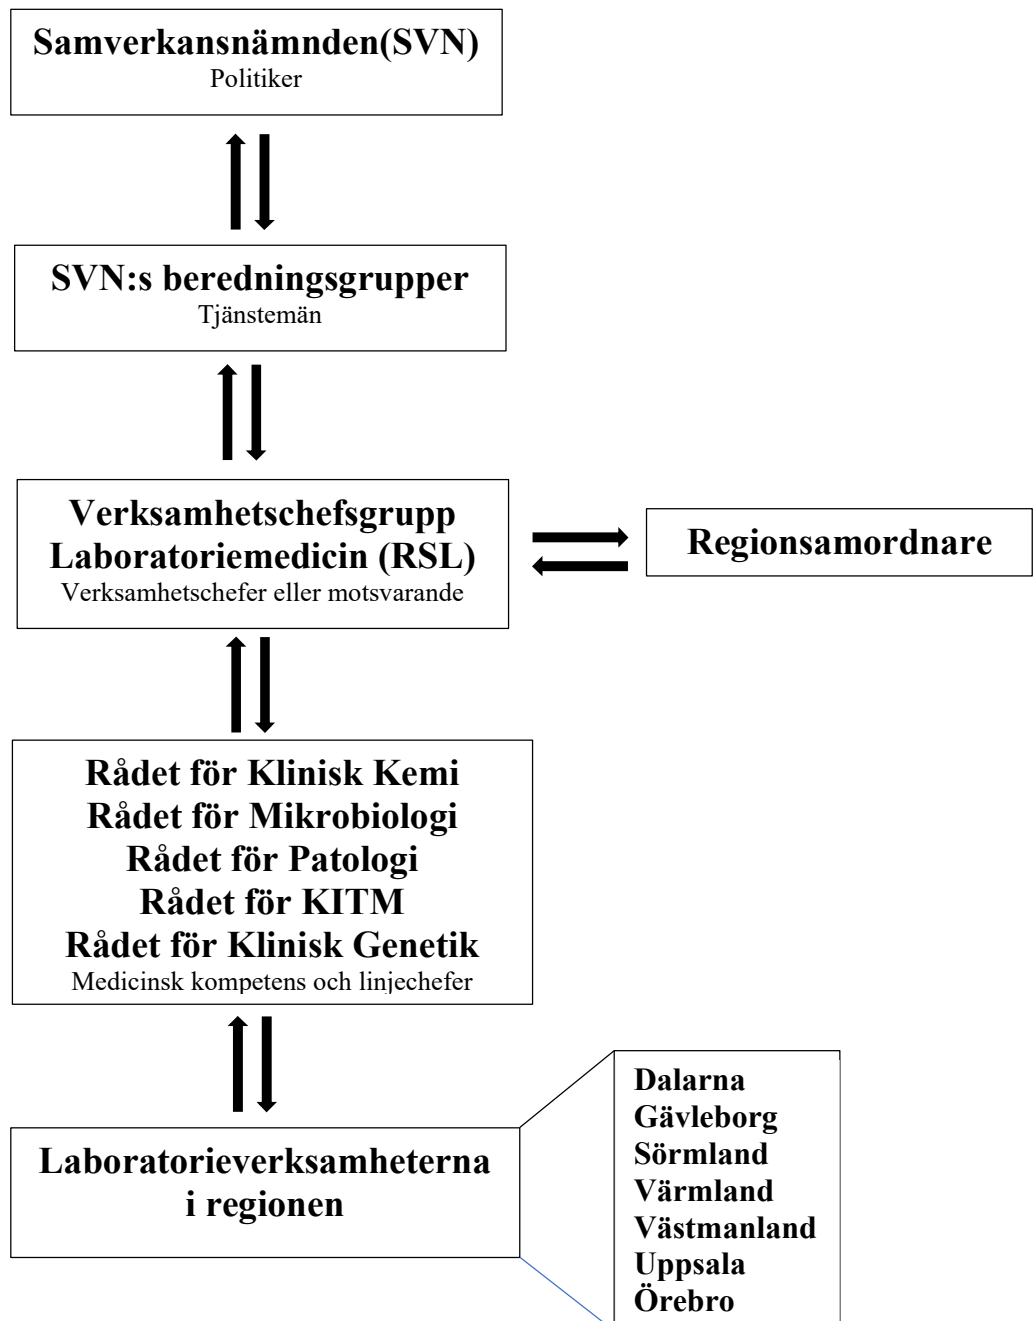 Samverkansnämnden(SVN)
Politiker
SVN:s beredningsgrupper
Tjänstemän
Verksamhetschefsgrupp
Laboratoriemedicin (RSL)
Verksamhetschefer eller motsvarande
Regionsamordnare
Rådet för Klinisk Kemi
Rådet för Mikrobiologi
Rådet för Patologi
Rådet för KITM
Rådet för Klinisk Genetik
Medicinsk kompetens och linjechefer
Laboratorieverksamheterna
i regionen
Dalarna
Gävleborg
Sörmland
Värmland
Västmanland
Uppsala
Örebro